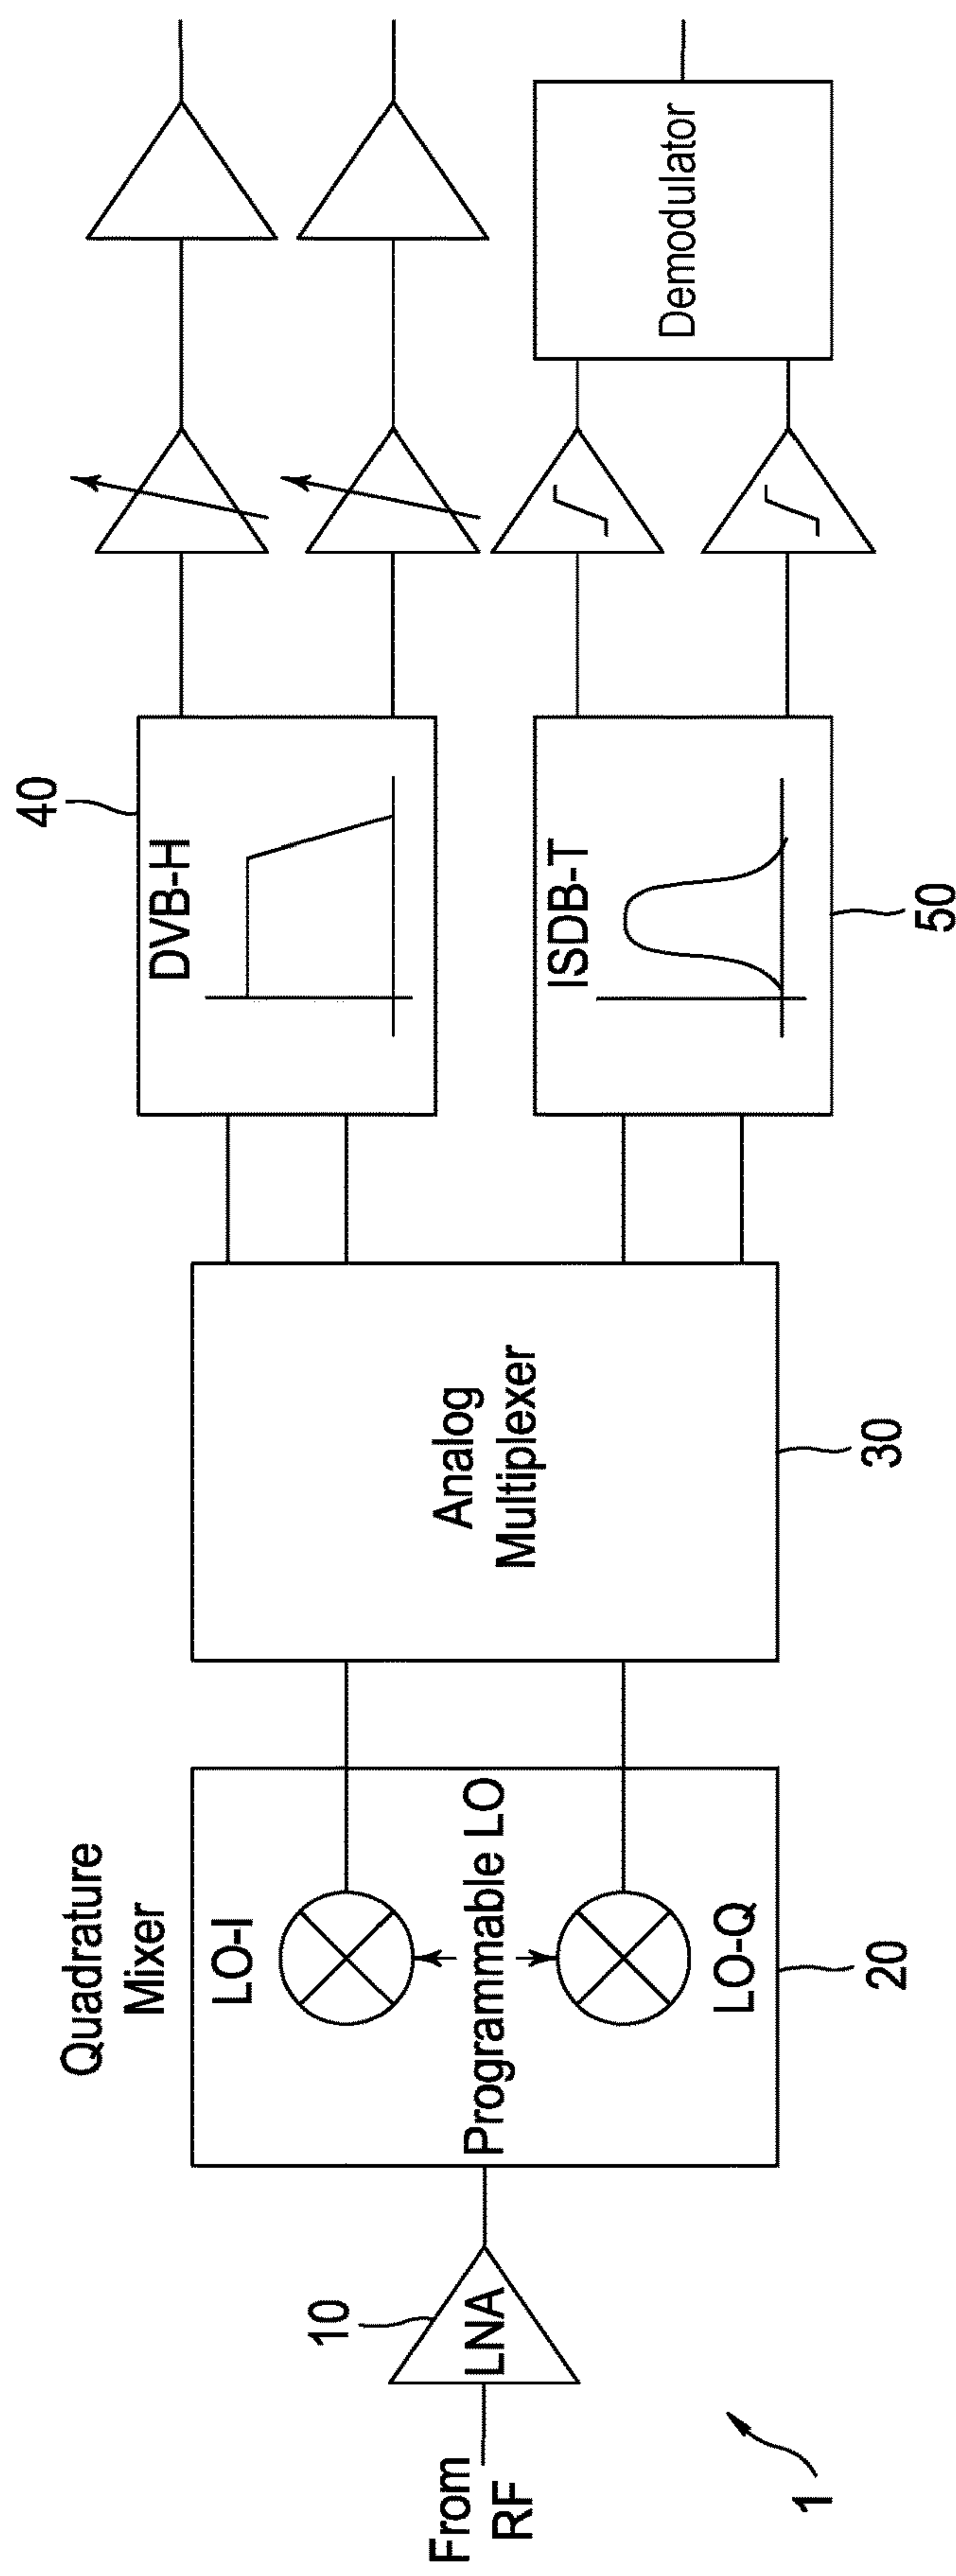 From
RF
1
10
LNA
Quadrature
Mixer
LO-I
Programmable LO
LO-Q
20
Analog
Multiplexer
30
40
DVB-H
ISDB-T
50
Demodulator